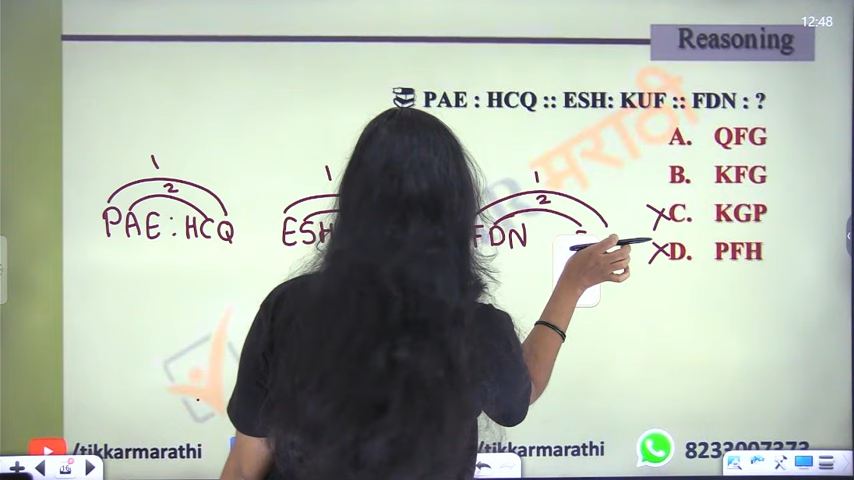 12:48
Reasoning
PAE : HCQ :: ESH: KUF :: FDN : ?
A. QFG
B. KFG
C. KGP
D. PFH
1
2
PAE : HCQ
1
ESH
1
2
FDN
मराठी
/tikkarmarathi
/tikkarmarathi
8233007373